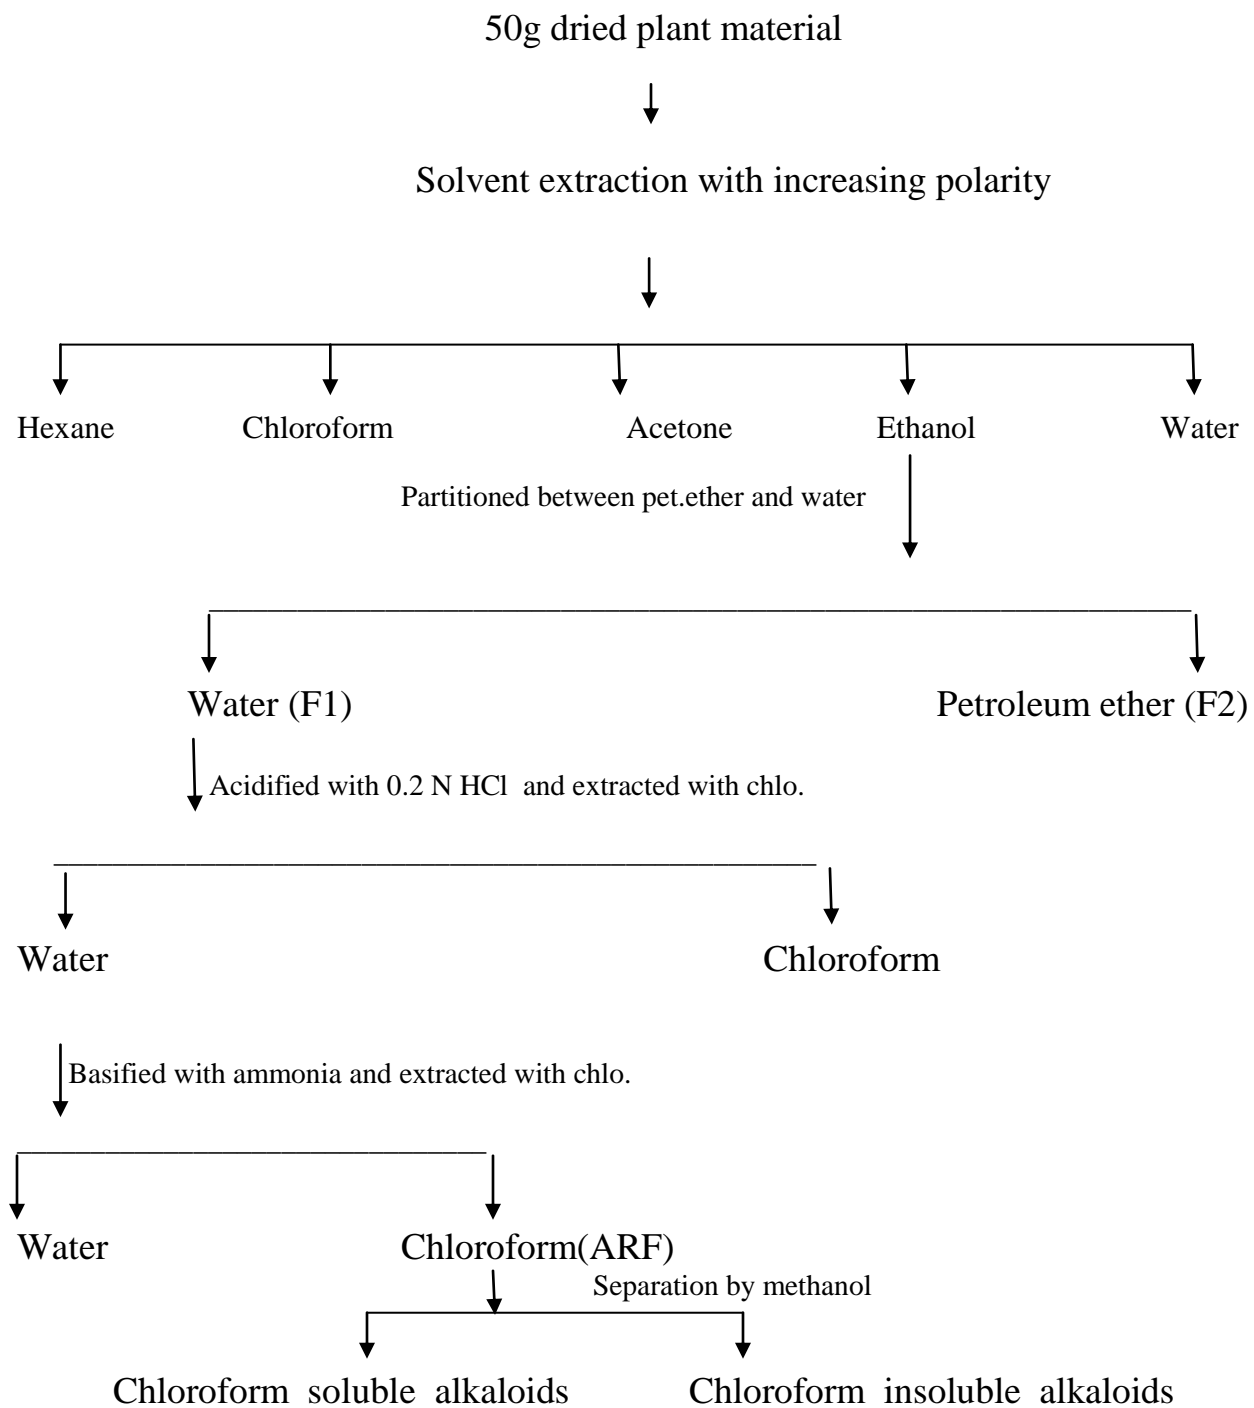 50g dried plant material
Solvent extraction with increasing polarity
Hexane Chloroform Acetone Ethanol Water
Partitioned between pet.ether and water
Water (F1) Petroleum ether (F2)
Acidified with 0.2 N HCl and extracted with chlo.
Water Chloroform
Basified with ammonia and extracted with chlo.
Water Chloroform(ARF)
Separation by methanol
Chloroform soluble alkaloids Chloroform insoluble alkaloids